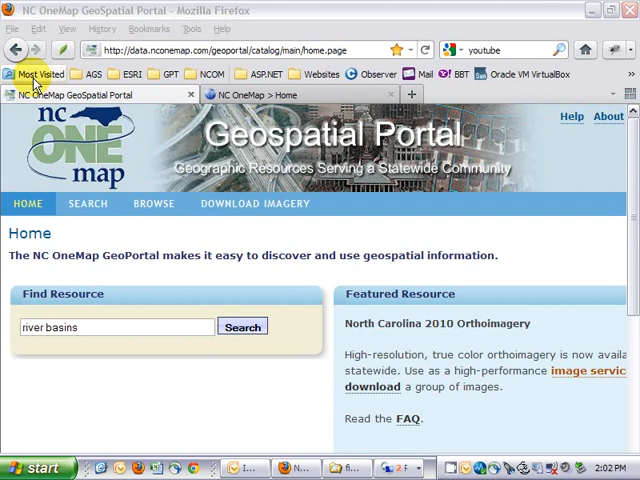 NC OneMap GeoSpatial Portal - Mozilla Firefox
File Edit View History Bookmarks Tools Help
http://data.nconemap.com/geoportal/catalog/main/home.page
youtube
Most Visited AGS ESRI GPT NCOM ASP.NET Websites Observer Mail BBT Oracle VM VirtualBox
NC OneMap GeoSpatial Portal
NC OneMap > Home
nc
ONE
map
Geospatial Portal
Geographic Resources Serving a Statewide Community
Help About
HOME SEARCH BROWSE DOWNLOAD IMAGERY
Home
The NC OneMap GeoPortal makes it easy to discover and use geospatial information.
Find Resource
river basins
Search
Featured Resource
North Carolina 2010 Orthoimagery
High-resolution, true color orthoimagery is now availa
statewide. Use as a high-performance image servic
download a group of images.
Read the FAQ.
start I... N... fi... 2 F 2:02 PM